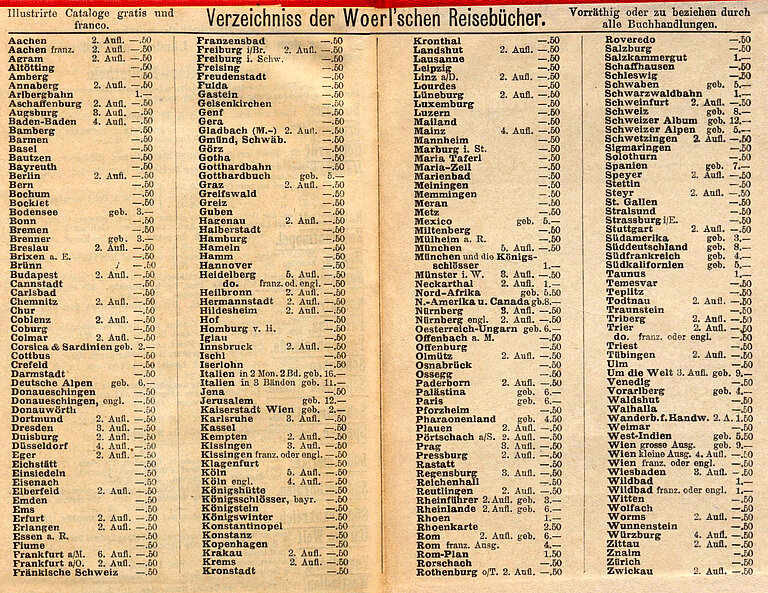 Illustrirte Cataloge gratis und
franco.
Verzeichniss der Woerl'schen Reisebücher.
Vorräthig oder zu beziehen durch
alle Buchhandlungen.
Aachen 2. Aufl. —.50
Aachen franz. 2. Aufl. —.50
Agram 2. Aufl. —.50
Altötting —.50
Amberg —.50
Annaberg 2. Aufl. —.50
Arlbergbahn 1.—
Aschaffenburg 2. Aufl. —.50
Augsburg 3. Aufl. —.50
Baden-Baden 4. Aufl. —.50
Bamberg —.50
Barmen —.50
Basel —.50
Bautzen —.50
Bayreuth —.50
Berlin 2. Aufl. —.50
Bern —.50
Bochum —.50
Bocklet —.50
Bodensee geb. 3.—
Bonn —.50
Bremen —.50
Brenner geb. 3.—
Breslau 2. Aufl. —.50
Brixen a. E. —.50
Brünn —.50
Budapest 2. Aufl. —.50
Cannstadt —.50
Carlsbad —.50
Chemnitz 2. Aufl. —.50
Chur —.50
Coblenz 2. Aufl. —.50
Coburg —.50
Colmar 2. Aufl. —.50
Corsica & Sardinien geb. 2.—
Cottbus —.50
Crefeld —.50
Darmstadt —.50
Deutsche Alpen geb. 6.—
Donaueschingen —.50
Donaueschingen, engl. —.50
Donauwörth —.50
Dortmund 2. Aufl. —.50
Dresden 3. Aufl. —.50
Duisburg 2. Aufl. —.50
Düsseldorf 4. Aufl. —.50
Eger 2. Aufl. —.50
Eichstätt —.50
Einsiedeln —.50
Eisenach —.50
Elberfeld 2. Aufl. —.50
Emden —.50
Ems —.50
Erfurt 2. Aufl. —.50
Erlangen 2. Aufl. —.50
Essen a. R. —.50
Fiume —.50
Frankfurt a/M. 6. Aufl. —.50
Frankfurt a/O. 2. Aufl. —.50
Fränkische Schweiz —.50
Franzensbad —.50
Freiburg i/Br. 2. Aufl. —.50
Freiburg i. Schw. —.50
Freising —.50
Freudenstadt —.50
Fulda —.50
Gastein —.50
Gelsenkirchen —.50
Genf —.50
Gera —.50
Gladbach (M.-) 2. Aufl. —.50
Gmünd, Schwäb. —.50
Görz —.50
Gotha —.50
Gotthardbahn —.50
Gotthardbuch geb. 5.—
Graz 2. Aufl. —.50
Greifswald —.50
Greiz —.50
Guben —.50
Hagenau 2. Aufl. —.50
Halberstadt —.50
Hamburg —.50
Hameln —.50
Hamm —.50
Hannover —.50
Heidelberg 5. Aufl. —.50
do. franz. od. engl. —.50
Heilbronn 2. Aufl. —.50
Hermannstadt 2. Aufl. —.50
Hildesheim 2. Aufl. —.50
Hof —.50
Homburg v. H. —.50
Iglau —.50
Innsbruck 2. Aufl. —.50
Ischl —.50
Iserlohn —.50
Italien in 2 Mon. 2 Bd. geb. 16.—
Italien in 3 Bänden geb. 11.—
Jena —.50
Jerusalem geb. 12.—
Kaiserstadt Wien geb. 2.—
Karlsruhe 3. Aufl. —.50
Kassel —.50
Kempten 2. Aufl. —.50
Kissingen 3. Aufl. —.50
Kissingen franz. oder engl. —.50
Klagenfurt —.50
Köln 5. Aufl. —.50
Köln engl. 4. Aufl. —.50
Königshütte —.50
Königsschlösser, bayr. —.50
Königstein —.50
Königswinter —.50
Konstantinopel —.50
Konstanz —.50
Kopenhagen —.50
Krakau 2. Aufl. —.50
Krems 2. Aufl. —.50
Kronstadt —.50
Kronthal —.50
Landshut 2. Aufl. —.50
Lausanne —.50
Leipzig —.50
Linz a/D. 2. Aufl. —.50
Lourdes —.50
Lüneburg 2. Aufl. —.50
Luxemburg —.50
Luzern —.50
Mailand —.50
Mainz 4. Aufl. —.50
Mannheim —.50
Marburg i. St. —.50
Maria Taferl —.50
Maria-Zell —.50
Marienbad —.50
Meiningen —.50
Memmingen —.50
Meran —.50
Metz —.50
Mexico geb. 5.—
Miltenberg —.50
Mülheim a. R. —.50
München 5. Aufl. —.50
München und die Königs-
schlösser 1.—
Münster i. W. 3. Aufl. —.50
Neckarthal 2. Aufl. 1.—
Nord-Afrika geb. 5.50
N.-Amerika u. Canada gb. 8.—
Nürnberg 3. Aufl. —.50
Nürnberg engl. 2. Aufl. —.50
Oesterreich-Ungarn geb. 6.—
Offenbach a. M. —.50
Offenburg —.50
Olmütz 2. Aufl. —.50
Osnabrück —.50
Ossegg —.50
Paderborn 2. Aufl. —.50
Palästina geb. 6.—
Paris geb. 6.—
Pforzheim —.50
Pharaonenland geb. 4.50
Plauen 2. Aufl. —.50
Pörtschach a/S. 2. Aufl. —.50
Prag 3. Aufl. —.50
Pressburg 2. Aufl. —.50
Rastatt —.50
Regensburg 3. Aufl. —.50
Reichenhall —.50
Reutlingen 2. Aufl. —.50
Rheinführer 2. Aufl. geb. 3.—
Rheinlande 2. Aufl. geb. 6.—
Rhoen 1.—
Rhoenkarte 2.50
Rom 2. Aufl. geb. 6.—
Rom franz. Ausg. 4.—
Rom-Plan 1.50
Rorschach —.50
Rothenburg o/T. 2. Aufl. —.50
Roveredo —.50
Salzburg —.50
Salzkammergut 1.—
Schaffhausen —.50
Schleswig —.50
Schwaben geb. 5.—
Schwarzwaldbahn 1.—
Schweinfurt 2. Aufl. —.50
Schweiz geb. 8.—
Schweizer Album geb. 12.—
Schweizer Alpen geb. 5.—
Schwetzingen 2. Aufl. —.50
Sigmaringen —.50
Solothurn —.50
Spanien geb. 7.—
Speyer 2. Aufl. —.50
Stettin —.50
Steyr 2. Aufl. —.50
St. Gallen —.50
Stralsund —.50
Strassburg i/E. —.50
Stuttgart 2. Aufl. —.50
Südamerika geb. 3.—
Süddeutschland geb. 8.—
Südfrankreich geb. 4.—
Südkalifornien geb. 5.—
Taunus 1.—
Temesvar —.50
Teplitz —.50
Todtnau 2. Aufl. —.50
Traunstein —.50
Triberg 2. Aufl. —.50
Trier 2. Aufl. —.50
do. franz. oder engl. —.50
Triest —.50
Tübingen 2. Aufl. —.50
Ulm —.50
Um die Welt 3. Aufl. geb. 9.—
Venedig —.50
Vorarlberg geb. 4.—
Waldshut —.50
Walhalla —.50
Wanderb. f. Handw. 2. A. 1.50
Weimar —.50
West-Indien geb. 5.50
Wien grosse Ausg. geb. 9.—
Wien kleine Ausg. 4. Aufl. —.50
Wien franz. oder engl. —.50
Wiesbaden 3. Aufl. —.50
Wildbad 1.—
Wildbad franz. oder engl. 1.—
Witten —.50
Wolfach —.50
Worms 2. Aufl. —.50
Wunnenstein —.50
Würzburg 4. Aufl. —.50
Zittau 2. Aufl. —.50
Znaim —.50
Zürich —.50
Zwickau 2. Aufl. —.50